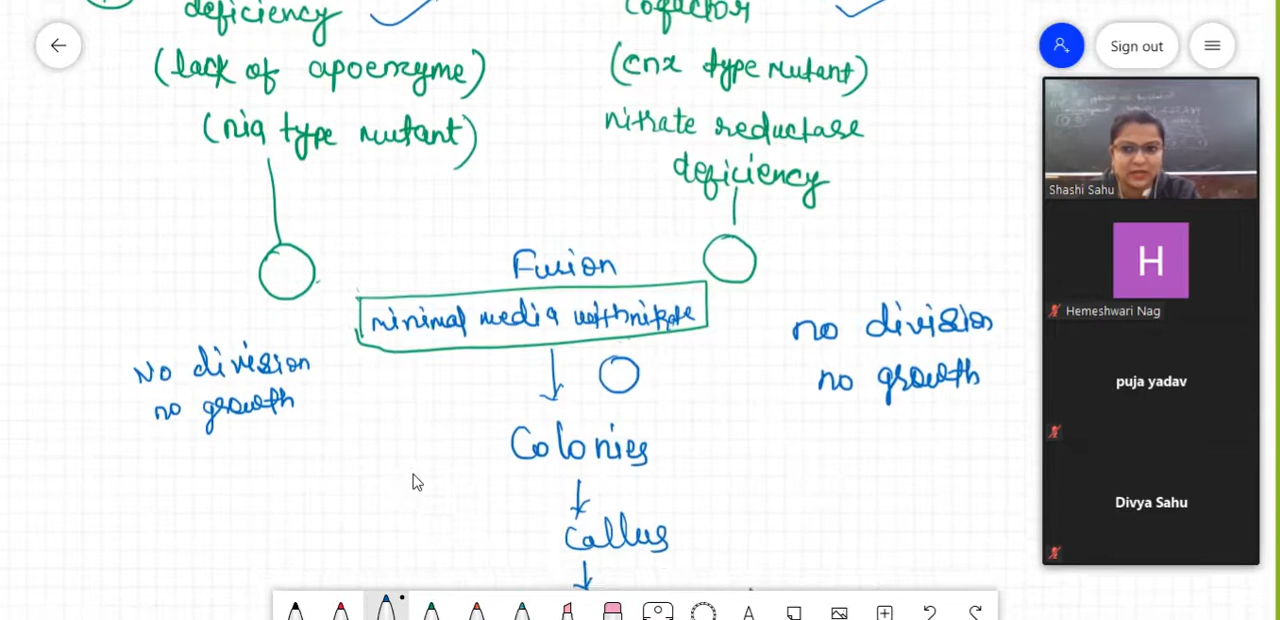 deficiency
(lack of apoenzyme)
(nia type mutant)
cofactor
(cnx type mutant)
nitrate reductase
deficiency
Fusion
minimal media with nitrate
No division
no growth
no division
no growth
Colonies
Callus
Sign out
Shashi Sahu
H
Hemeshwari Nag
puja yadav
Divya Sahu
A